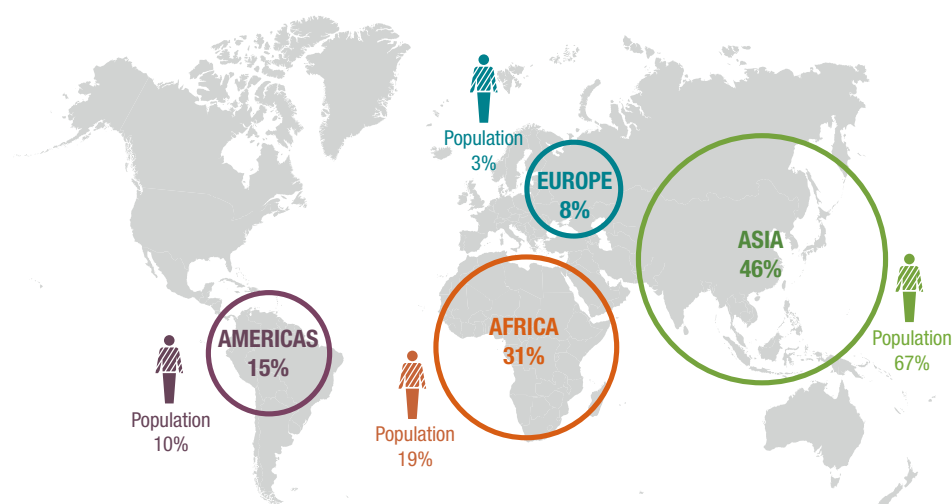 Population
3%
EUROPE
8%
ASIA
46%
Population
67%
AFRICA
31%
Population
19%
AMERICAS
15%
Population
10%